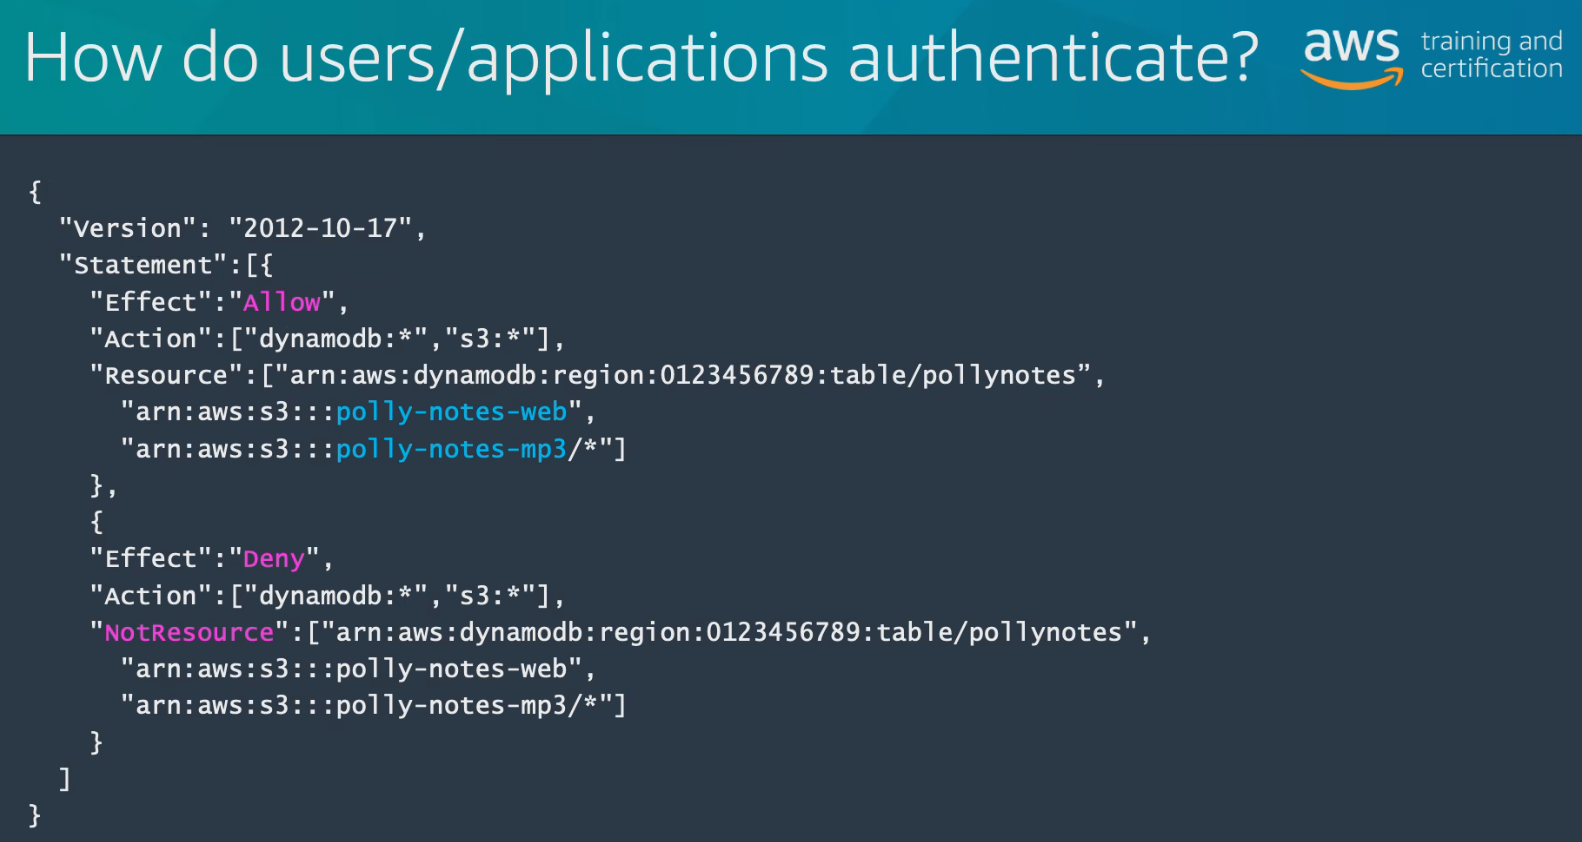 How do users/applications authenticate?
aws training and
certification
{
"Version": "2012-10-17",
"Statement":[{
"Effect":"Allow",
"Action":["dynamodb:*","s3:*"],
"Resource":["arn:aws:dynamodb:region:0123456789:table/pollynotes”,
"arn:aws:s3:::polly-notes-web",
"arn:aws:s3:::polly-notes-mp3/*"]
},
{
"Effect":"Deny",
"Action":["dynamodb:*","s3:*"],
"NotResource":["arn:aws:dynamodb:region:0123456789:table/pollynotes",
"arn:aws:s3:::polly-notes-web",
"arn:aws:s3:::polly-notes-mp3/*"]
}
]
}